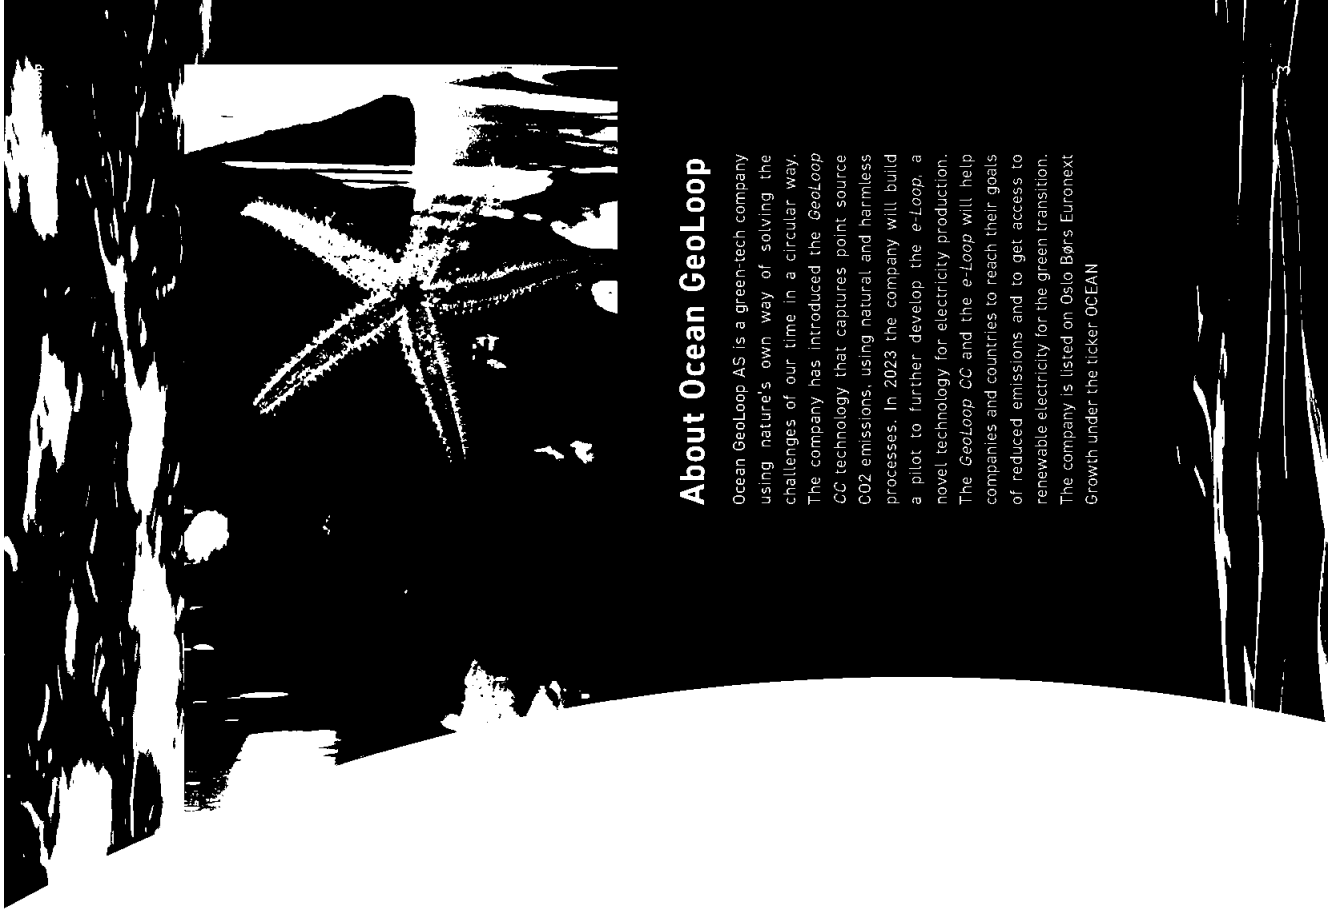 About Ocean GeoLoop
Ocean GeoLoop AS is a green-tech company
using nature's own way of solving the
challenges of our time in a circular way.
The company has introduced the GeoLoop
CC technology that captures point source
CO2 emissions, using natural and harmless
processes. In 2023 the company will build
a pilot to further develop the e-Loop, a
novel technology for electricity production.
The GeoLoop CC and the e-Loop will help
companies and countries to reach their goals
of reduced emissions and to get access to
renewable electricity for the green transition.
The company is listed on Oslo Børs Euronext
Growth under the ticker OCEAN
3